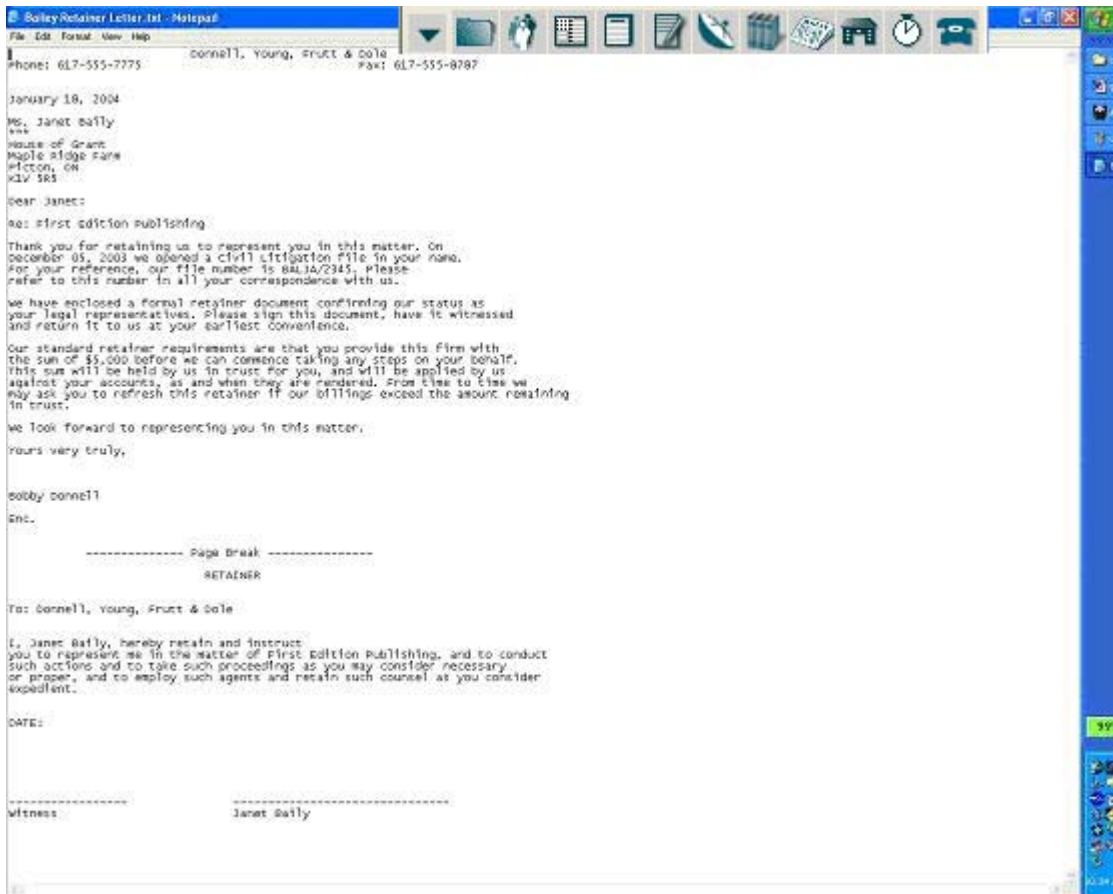 Bailey Retainer Letter.txt - Notepad
File Edit Format View Help
Donnell, Young, Frutt & Dole
Phone: 617-555-7775 Fax: 617-555-8787
January 18, 2004
Ms. Janet Baily
***
House of Grant
Maple Ridge Farm
Picton, ON
K1V 5R5
Dear Janet:
Re: First Edition Publishing
Thank you for retaining us to represent you in this matter. On
December 05, 2003 we opened a Civil Litigation file in your name.
For your reference, our file number is BALJA/2345. Please
refer to this number in all your correspondence with us.
We have enclosed a formal retainer document confirming our status as
your legal representatives. Please sign this document, have it witnessed
and return it to us at your earliest convenience.
Our standard retainer requirements are that you provide this firm with
the sum of $5,000 before we can commence taking any steps on your behalf.
This sum will be held by us in trust for you, and will be applied by us
against your accounts, as and when they are rendered. From time to time we
may ask you to refresh this retainer if our billings exceed the amount remaining
in trust.
We look forward to representing you in this matter.
Yours very truly,
Bobby Donnell
Enc.
-------------- Page Break ---------------
RETAINER
To: Donnell, Young, Frutt & Dole
I, Janet Baily, hereby retain and instruct
you to represent me in the matter of First Edition Publishing, and to conduct
such actions and to take such proceedings as you may consider necessary
or proper, and to employ such agents and retain such counsel as you consider
expedient.
DATE:
Witness Janet Baily